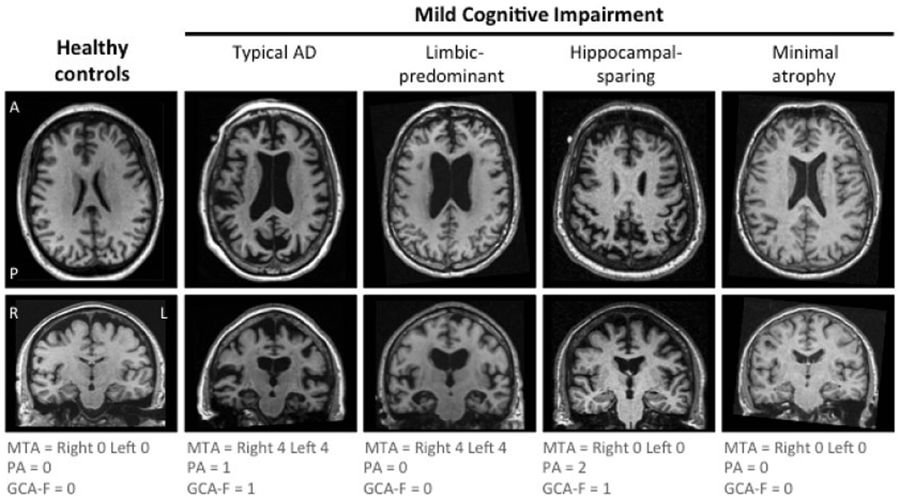 Mild Cognitive Impairment
Healthy
controls
Typical AD
Limbic-
predominant
Hippocampal-
sparing
Minimal
atrophy
A
P
R L
MTA = Right 0 Left 0
PA = 0
GCA-F = 0
MTA = Right 4 Left 4
PA = 1
GCA-F = 1
MTA = Right 4 Left 4
PA = 0
GCA-F = 0
MTA = Right 0 Left 0
PA = 2
GCA-F = 1
MTA = Right 0 Left 0
PA = 0
GCA-F = 0